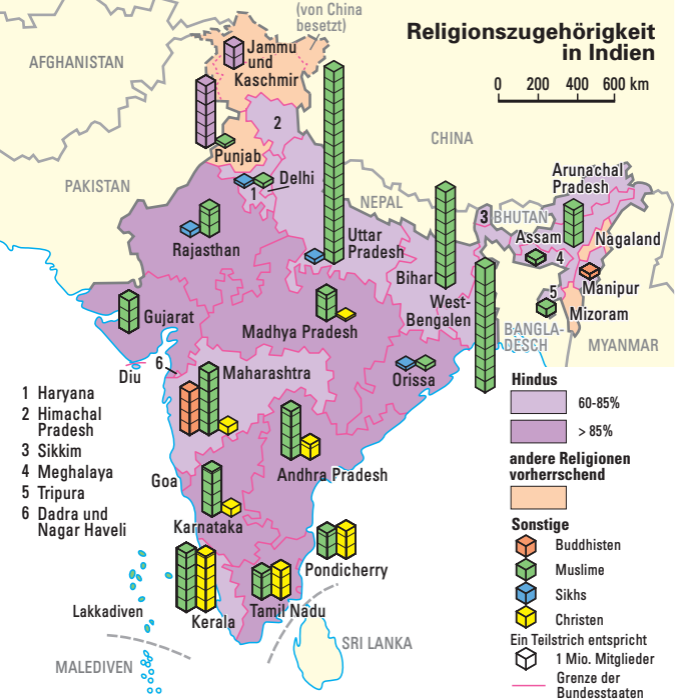 (von China
besetzt)
Religionszugehörigkeit
in Indien
0 200 400 600 km
AFGHANISTAN
Jammu
und
Kaschmir
2
CHINA
Punjab
PAKISTAN
Delhi
1
NEPAL
Arunachal
Pradesh
3
BHUTAN
Assam
Nagaland
4
Rajasthan
Uttar
Pradesh
Bihar
Manipur
5
Mizoram
West-
Bengalen
Gujarat
Madhya Pradesh
BANGLA-
DESCH
MYANMAR
6
Diu
Maharashtra
Orissa
1 Haryana
2 Himachal
Pradesh
3 Sikkim
4 Meghalaya
5 Tripura
6 Dadra und
Nagar Haveli
Goa
Andhra Pradesh
Karnataka
Pondicherry
Lakkadiven
Kerala
Tamil Nadu
SRI LANKA
MALEDIVEN
Hindus
60-85%
> 85%
andere Religionen
vorherrschend
Sonstige
Buddhisten
Muslime
Sikhs
Christen
Ein Teilstrich entspricht
1 Mio. Mitglieder
Grenze der
Bundesstaaten